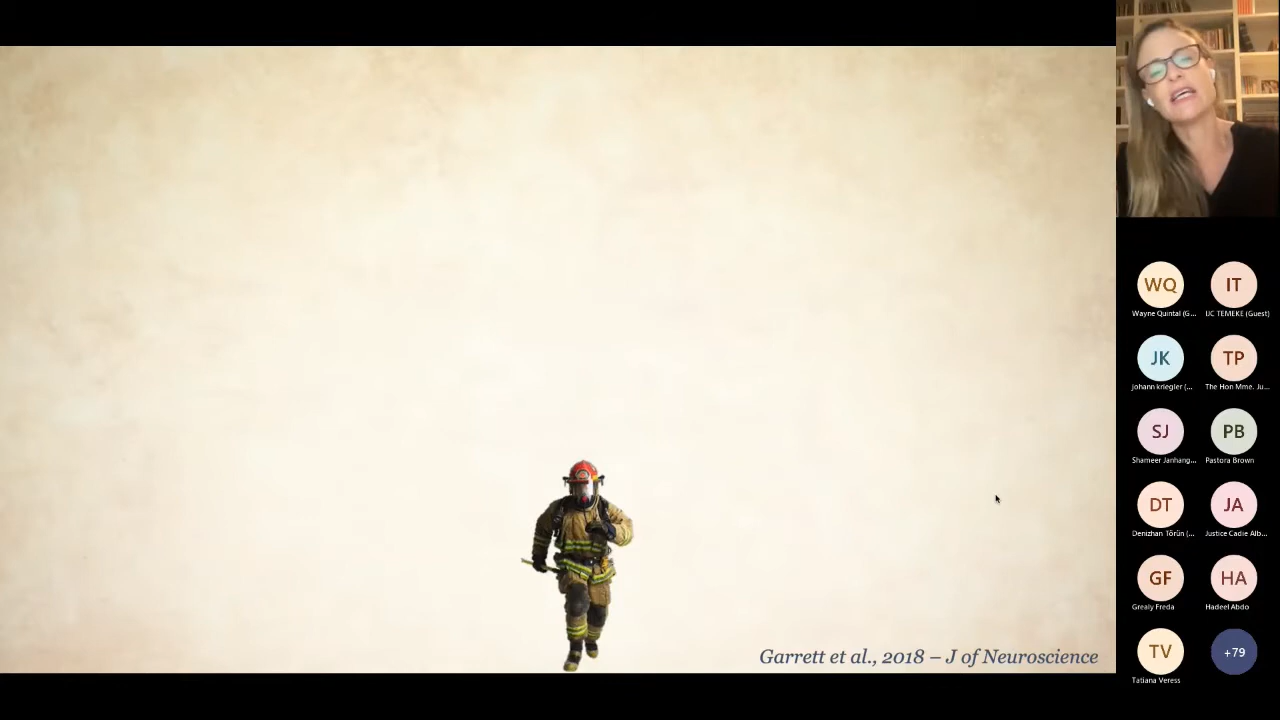 Garrett et al., 2018 – J of Neuroscience
WQ
IT
Wayne Quintal (G...
IJC TEMEKE (Guest)
JK
TP
johann kriegler (...
The Hon Mme. Ju...
SJ
PB
Shameer Janhang...
Pastora Brown
DT
JA
Denizhan Törün (...
Justice Cadie Alb...
GF
HA
Grealy Freda
Hadeel Abdo
TV
+79
Tatiana Veress